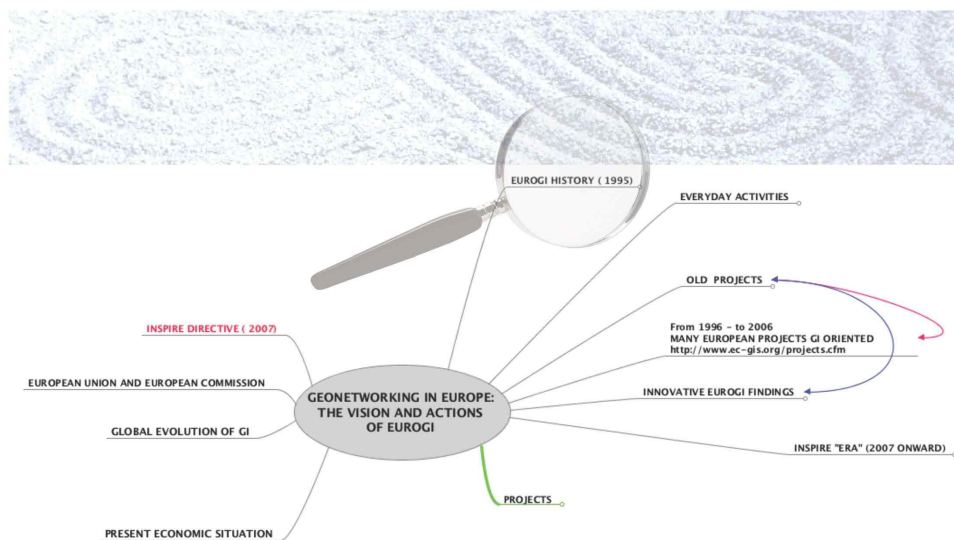 EUROGI HISTORY ( 1995)
EVERYDAY ACTIVITIES
OLD PROJECTS
From 1996 - to 2006
MANY EUROPEAN PROJECTS GI ORIENTED
http://www.ec-gis.org/projects.cfm
INNOVATIVE EUROGI FINDINGS
INSPIRE "ERA" (2007 ONWARD)
PROJECTS
GEONETWORKING IN EUROPE:
THE VISION AND ACTIONS
OF EUROGI
INSPIRE DIRECTIVE ( 2007)
EUROPEAN UNION AND EUROPEAN COMMISSION
GLOBAL EVOLUTION OF GI
PRESENT ECONOMIC SITUATION